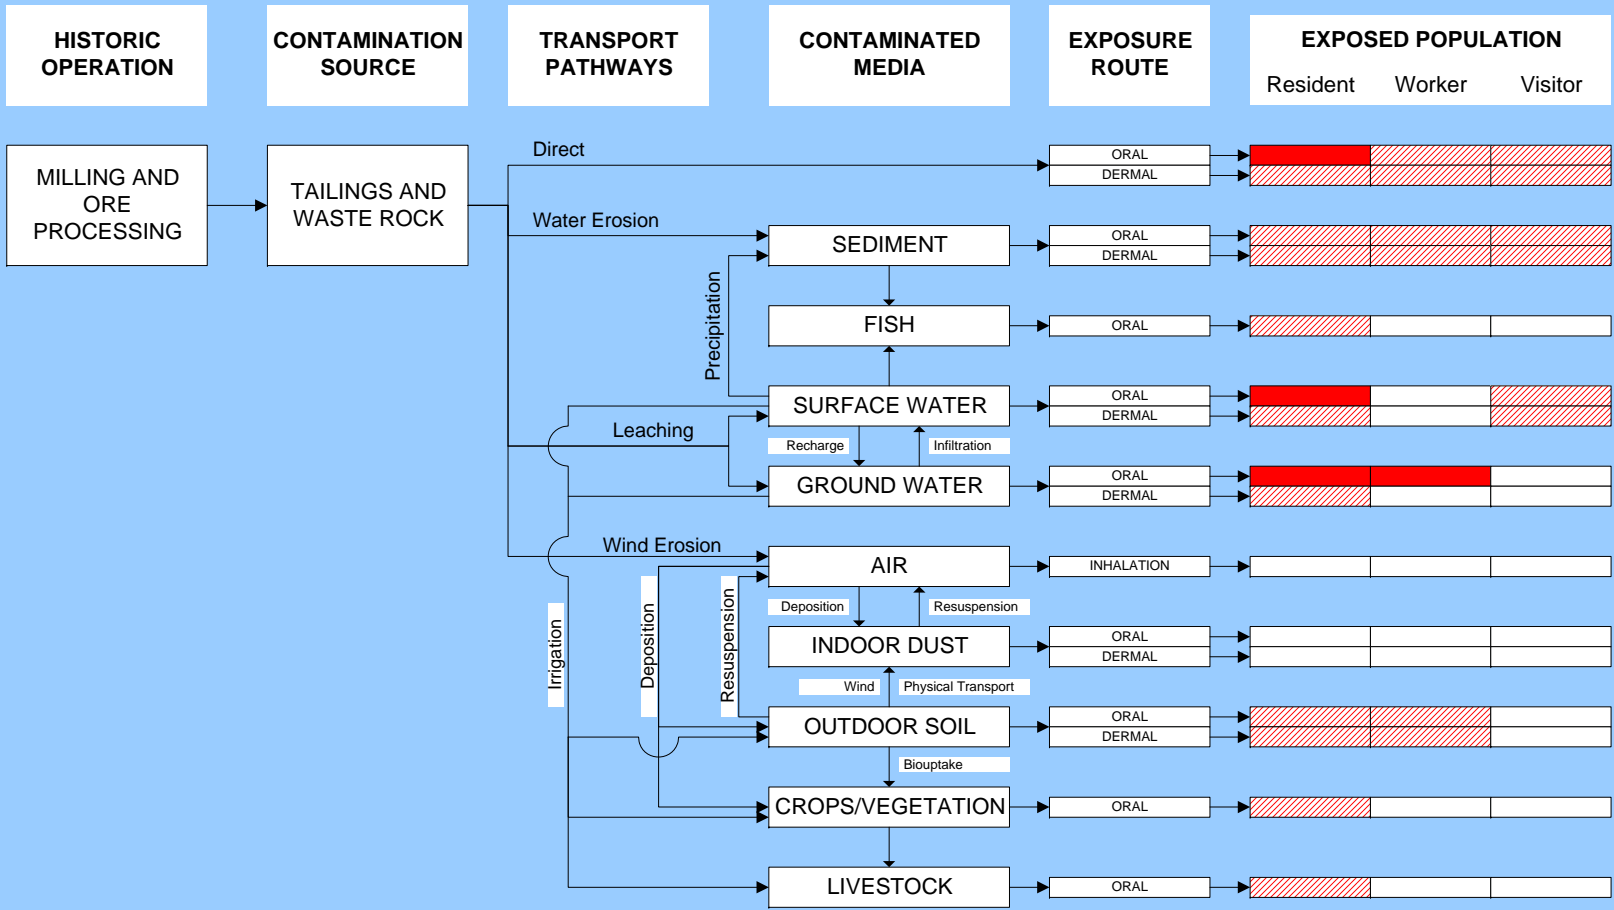 HISTORIC
OPERATION
CONTAMINATION
SOURCE
TRANSPORT
PATHWAYS
CONTAMINATED
MEDIA
EXPOSURE
ROUTE
EXPOSED POPULATION
Resident Worker Visitor
MILLING AND
ORE
PROCESSING
TAILINGS AND
WASTE ROCK
Direct
ORAL
DERMAL
Water Erosion
SEDIMENT
ORAL
DERMAL
Precipitation
FISH
ORAL
SURFACE WATER
ORAL
DERMAL
Leaching
Recharge
Infiltration
GROUND WATER
ORAL
DERMAL
Wind Erosion
AIR
INHALATION
Irrigation
Deposition
Resuspension
Deposition
Resuspension
INDOOR DUST
ORAL
DERMAL
Wind
Physical Transport
OUTDOOR SOIL
ORAL
DERMAL
Biouptake
CROPS/VEGETATION
ORAL
LIVESTOCK
ORAL